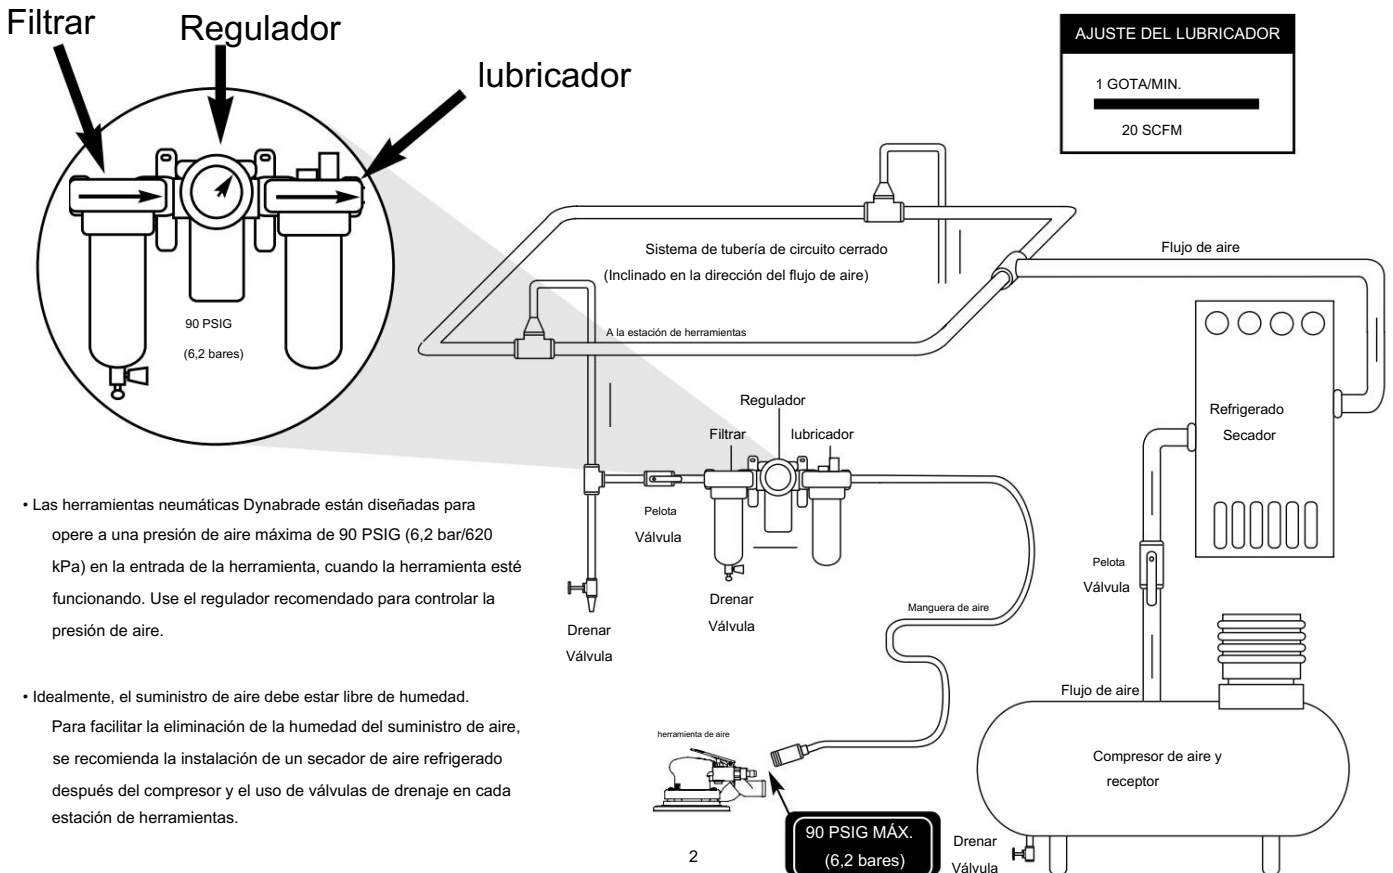 Filtrar
Regulador
lubricador
AJUSTE DEL LUBRICADOR
1 GOTA/MIN.
20 SCFM
90 PSIG
(6,2 bares)
Sistema de tubería de circuito cerrado
(Inclinado en la dirección del flujo de aire)
Flujo de aire
A la estación de herramientas
Regulador
Filtrar
lubricador
Refrigerado
Secador
Pelota
Válvula
Drenar
Válvula
Drenar
Válvula
Manguera de aire
Pelota
Válvula
Flujo de aire
Compresor de aire y
receptor
Drenar
Válvula
herramienta de aire
90 PSIG MÁX.
(6,2 bares)
• Las herramientas neumáticas Dynabrade están diseñadas para
opere a una presión de aire máxima de 90 PSIG (6,2 bar/620
kPa) en la entrada de la herramienta, cuando la herramienta esté
funcionando. Use el regulador recomendado para controlar la
presión de aire.
• Idealmente, el suministro de aire debe estar libre de humedad.
Para facilitar la eliminación de la humedad del suministro de aire,
se recomienda la instalación de un secador de aire refrigerado
después del compresor y el uso de válvulas de drenaje en cada
estación de herramientas.
2